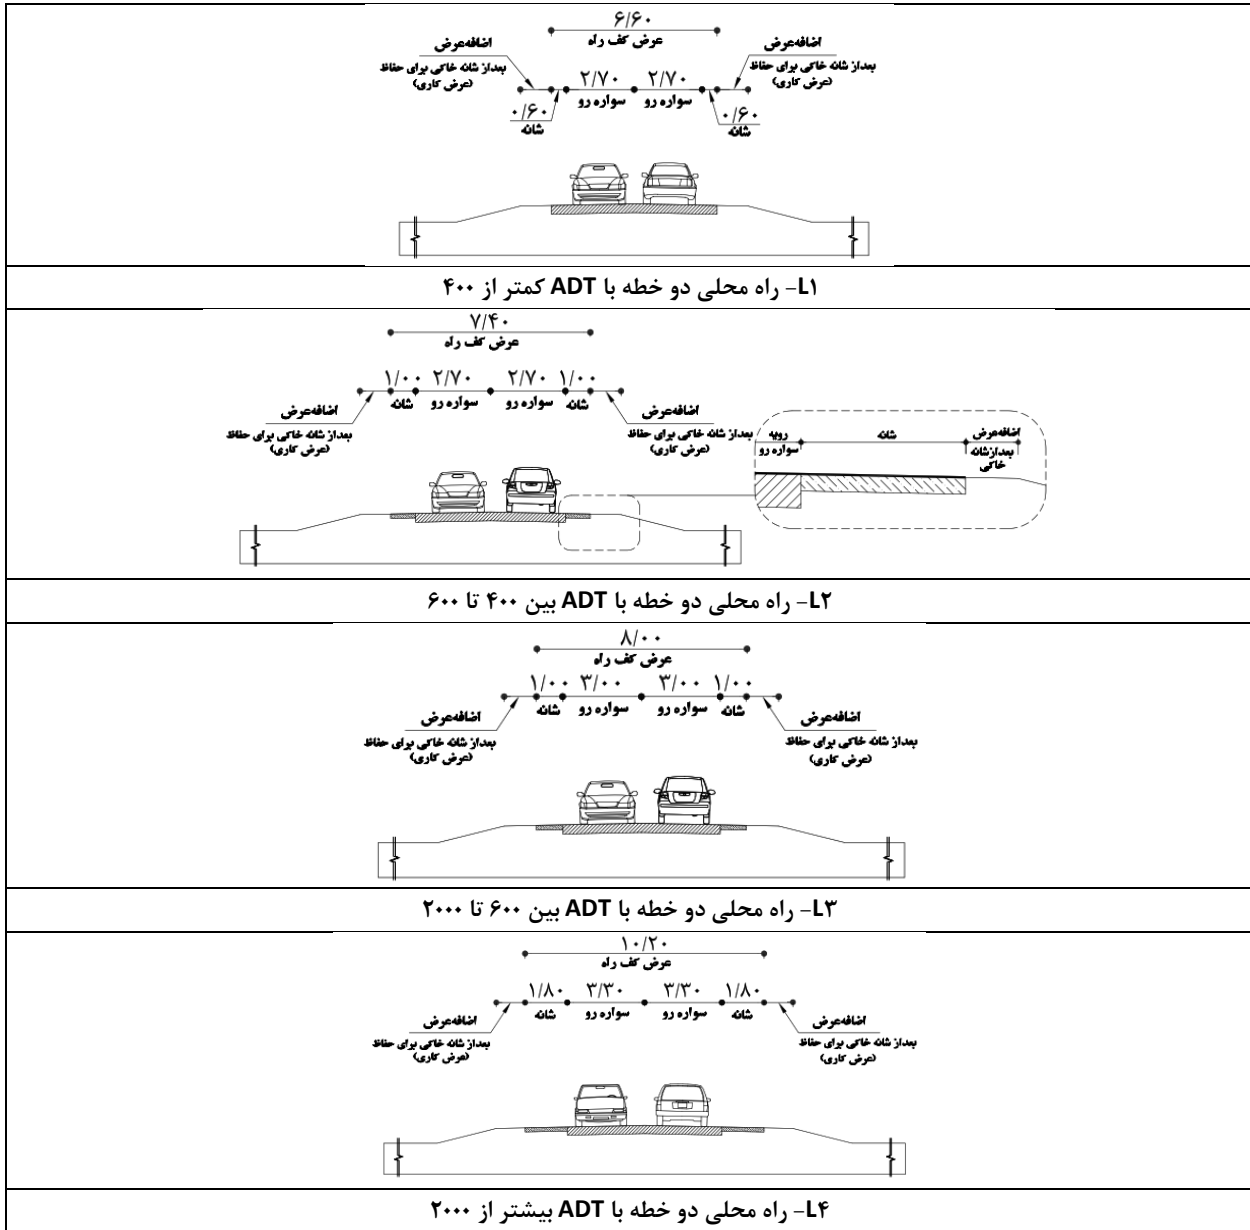 ۶/۶۰
عرض کف راه
اضافه‌عرض
بعداز شانه خاکی برای حفاظ
(عرض کاری)
اضافه‌عرض
بعداز شانه خاکی برای حفاظ
(عرض کاری)
۲/۷۰
سواره رو
۲/۷۰
سواره رو
۰/۶۰
شانه
۰/۶۰
شانه
L۱- راه محلی دو خطه با ADT کمتر از ۴۰۰
۷/۴۰
عرض کف راه
۱/۰۰
شانه
۲/۷۰
سواره رو
۲/۷۰
سواره رو
۱/۰۰
شانه
اضافه‌عرض
بعداز شانه خاکی برای حفاظ
(عرض کاری)
اضافه‌عرض
بعداز شانه خاکی برای حفاظ
(عرض کاری)
رویه
سواره رو
شانه
اضافه‌عرض
بعدازشانه
خاکی
L۲- راه محلی دو خطه با ADT بین ۴۰۰ تا ۶۰۰
۸/۰۰
عرض کف راه
۱/۰۰
شانه
۳/۰۰
سواره رو
۳/۰۰
سواره رو
۱/۰۰
شانه
اضافه‌عرض
بعداز شانه خاکی برای حفاظ
(عرض کاری)
اضافه‌عرض
بعداز شانه خاکی برای حفاظ
(عرض کاری)
L۳- راه محلی دو خطه با ADT بین ۶۰۰ تا ۲۰۰۰
۱۰/۲۰
عرض کف راه
۱/۸۰
شانه
۳/۳۰
سواره رو
۳/۳۰
سواره رو
۱/۸۰
شانه
اضافه‌عرض
بعداز شانه خاکی برای حفاظ
(عرض کاری)
اضافه‌عرض
بعداز شانه خاکی برای حفاظ
(عرض کاری)
L۴- راه محلی دو خطه با ADT بیشتر از ۲۰۰۰